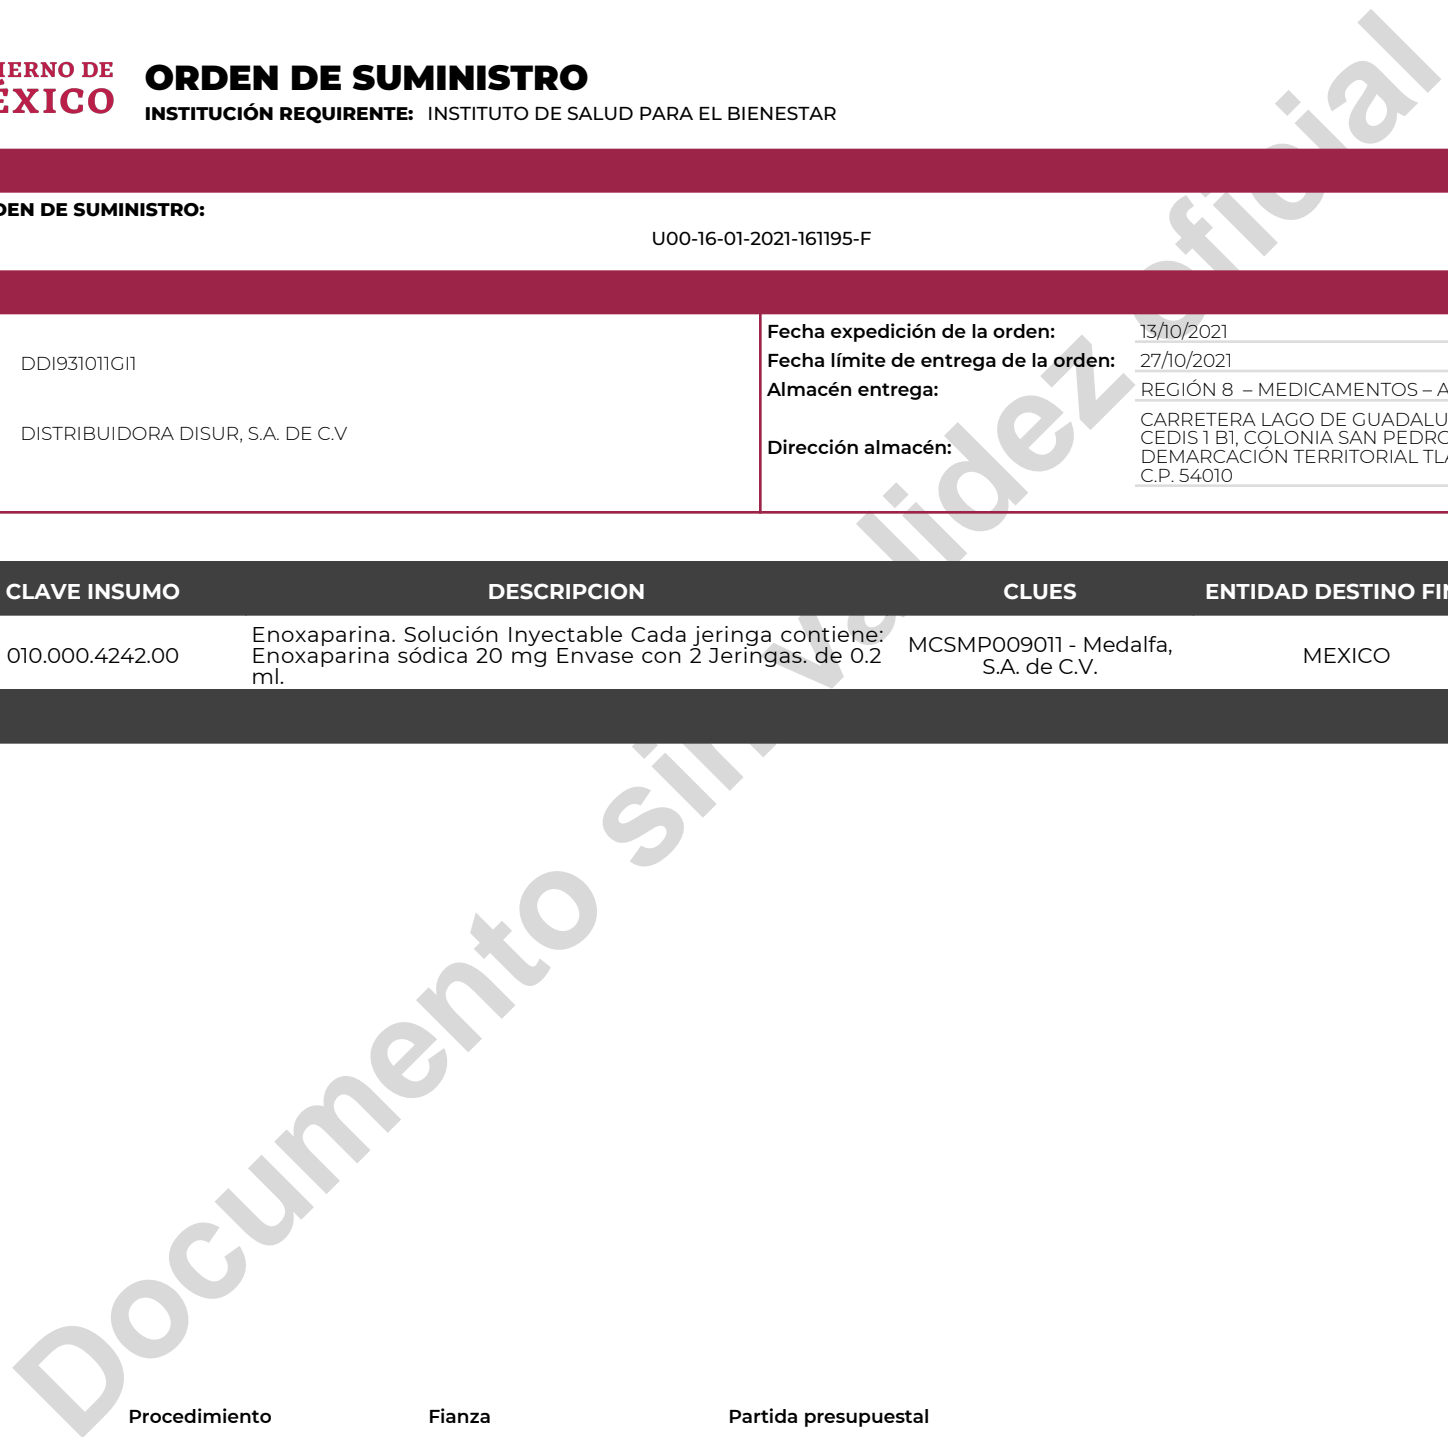 IERNO DE
ÉXICO
ORDEN DE SUMINISTRO
INSTITUCIÓN REQUIRENTE: INSTITUTO DE SALUD PARA EL BIENESTAR
DEN DE SUMINISTRO:
U00-16-01-2021-161195-F
DDI931011GI1
DISTRIBUIDORA DISUR, S.A. DE C.V
Fecha expedición de la orden: 13/10/2021
Fecha límite de entrega de la orden: 27/10/2021
Almacén entrega: REGIÓN 8 – MEDICAMENTOS – A
Dirección almacén:
CARRETERA LAGO DE GUADALU
CEDIS 1 B1, COLONIA SAN PEDRO
DEMARCACIÓN TERRITORIAL TLA
C.P. 54010
CLAVE INSUMO DESCRIPCION CLUES ENTIDAD DESTINO FIN
010.000.4242.00
Enoxaparina. Solución Inyectable Cada jeringa contiene:
Enoxaparina sódica 20 mg Envase con 2 Jeringas. de 0.2
ml.
MCSMP009011 - Medalfa,
S.A. de C.V.
MEXICO
Documento sin validez oficial
Procedimiento Fianza Partida presupuestal